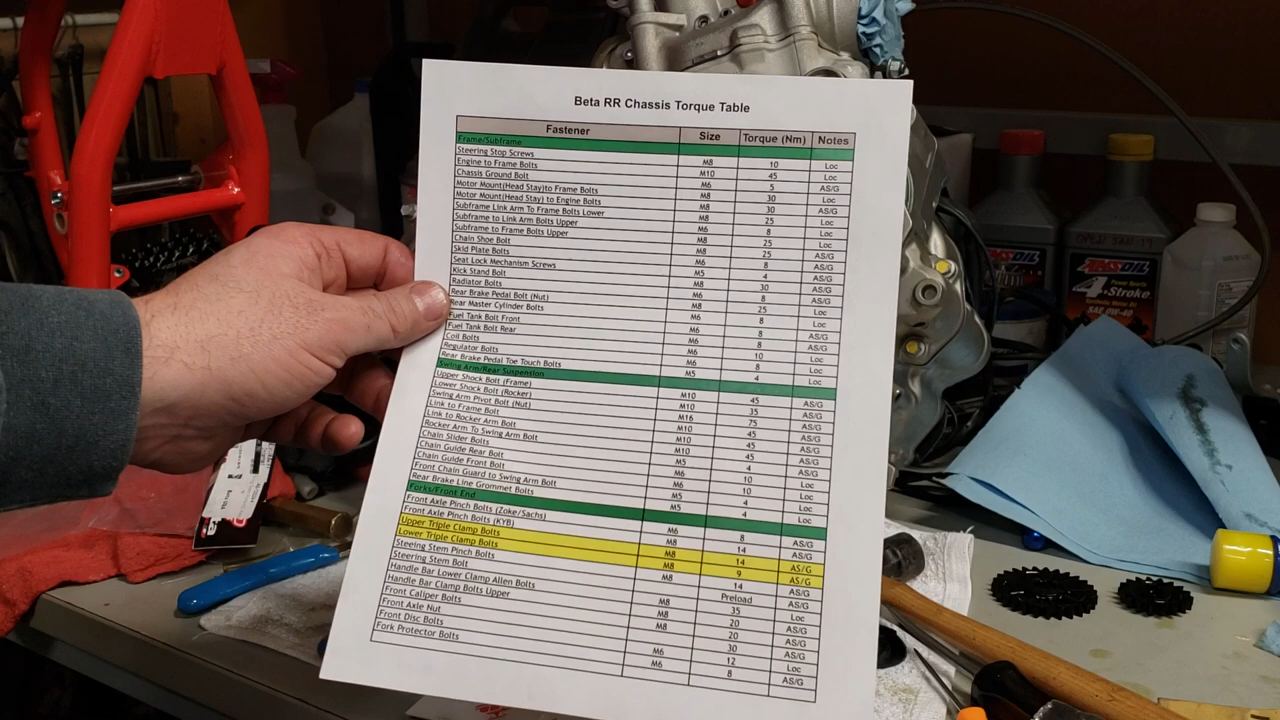 Beta RR Chassis Torque Table
Fastener Size Torque (Nm) Notes
Frame/Subframe
Steering Stop Screws M8 10 Loc
Engine to Frame Bolts M10 45 Loc
Chassis Ground Bolt M6 5 AS/G
Motor Mount(Head Stay)to Frame Bolts M8 30 Loc
Motor Mount(Head Stay) to Engine Bolts M8 30 AS/G
Subframe Link Arm To Frame Bolts Lower M8 25 Loc
Subframe to Link Arm Bolts Upper M6 8 Loc
Subframe to Frame Bolts Upper M8 25 Loc
Chain Shoe Bolt M8 25 AS/G
Skid Plate Bolts M6 8 AS/G
Seat Lock Mechanism Screws M5 4 AS/G
Kick Stand Bolt M8 30 AS/G
Radiator Bolts M6 8 AS/G
Rear Brake Pedal Bolt (Nut) M8 25 Loc
Rear Master Cylinder Bolts M6 8 Loc
Fuel Tank Bolt Front M6 8 AS/G
Fuel Tank Bolt Rear M6 8 AS/G
Coil Bolts M6 10 Loc
Regulator Bolts M6 8 AS/G
Rear Brake Pedal Toe Touch Bolts M5 4 Loc
Swing Arm/Rear Suspension
Upper Shock Bolt (Frame) M10 45 AS/G
Lower Shock Bolt (Rocker) M10 35 AS/G
Swing Arm Pivot Bolt (Nut) M16 75 AS/G
Link to Frame Bolt M10 45 AS/G
Link to Rocker Arm Bolt M10 45 AS/G
Rocker Arm To Swing Arm Bolt M10 45 AS/G
Chain Slider Bolts M5 4 Loc
Chain Guide Rear Bolt M6 10 Loc
Chain Guide Front Bolt M6 10 Loc
Front Chain Guard to Swing Arm Bolt M5 4 Loc
Rear Brake Line Grommet Bolts M5 4 Loc
Forks/Front End
Front Axle Pinch Bolts (Zoke/Sachs) M6 8 AS/G
Front Axle Pinch Bolts (KYB) M8 14 AS/G
Upper Triple Clamp Bolts M8 14 AS/G
Lower Triple Clamp Bolts M8 9 AS/G
Steeing Stem Pinch Bolts M8 14 AS/G
Steering Stem Bolt Preload
Handle Bar Lower Clamp Allen Bolts M8 35 Loc
Handle Bar Clamp Bolts Upper M8 20 AS/G
Front Caliper Bolts M8 20 AS/G
Front Axle Nut 30 AS/G
Front Disc Bolts M6 12 Loc
Fork Protector Bolts M6 8 AS/G
OPEN JAN 17
AMSOIL
Power Sports
4-Stroke
Synthetic Motor Oil
SAE 0W-40